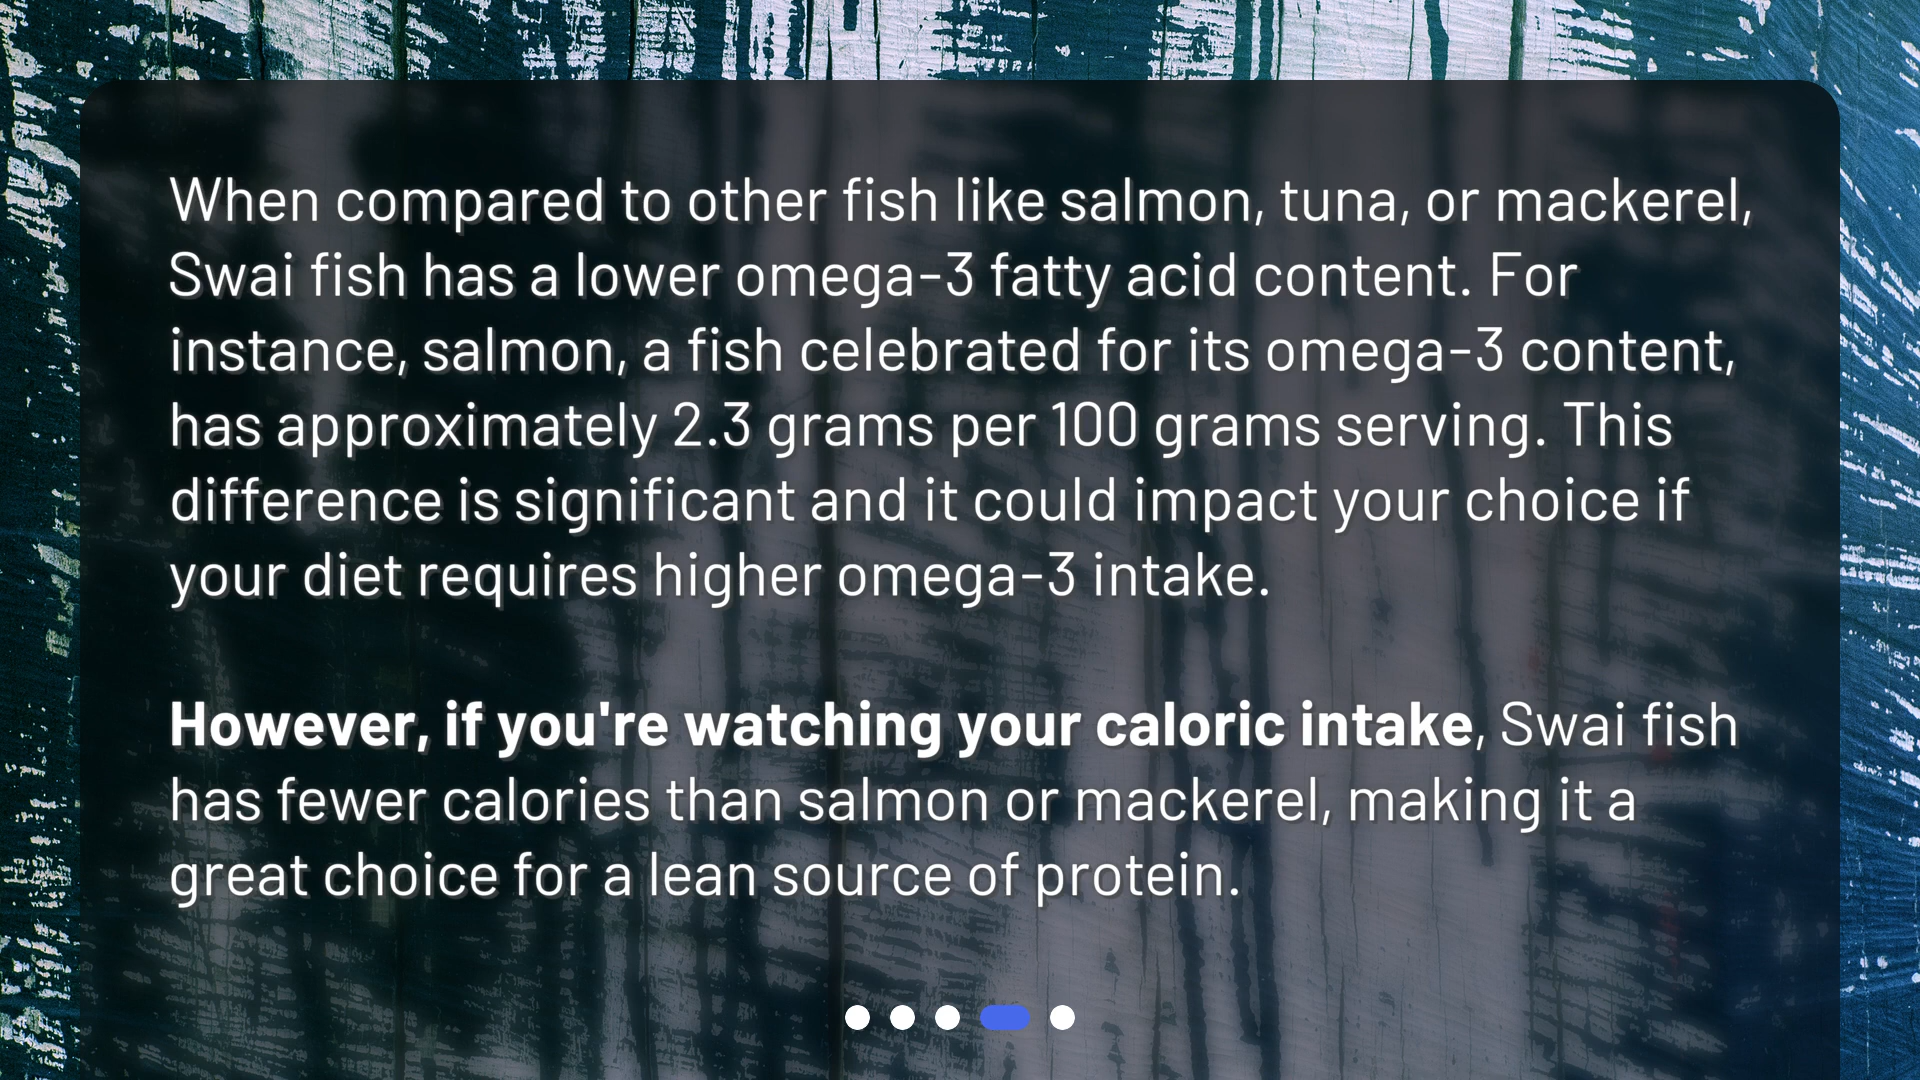 When compared to other fish like salmon, tuna, or mackerel,
Swai fish has a lower omega-3 fatty acid content. For
instance, salmon, a fish celebrated for its omega-3 content,
has approximately 2.3 grams per 100 grams serving. This
difference is significant and it could impact your choice if
your diet requires higher omega-3 intake.
However, if you're watching your caloric intake, Swai fish
has fewer calories than salmon or mackerel, making it a
great choice for a lean source of protein.